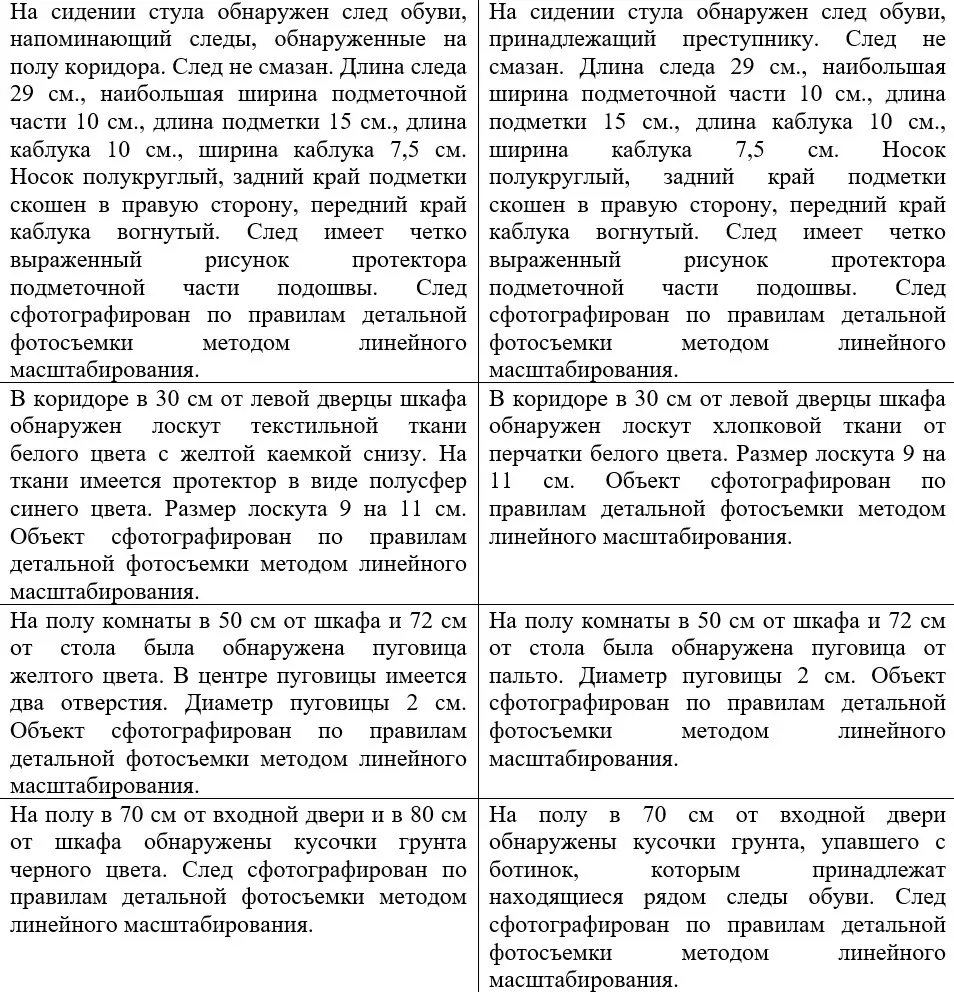 На сидении стула обнаружен след обуви,
напоминающий следы, обнаруженные на
полу коридора. След не смазан. Длина следа
29 см., наибольшая ширина подметочной
части 10 см., длина подметки 15 см., длина
каблука 10 см., ширина каблука 7,5 см.
Носок полукруглый, задний край подметки
скошен в правую сторону, передний край
каблука вогнутый. След имеет четко
выраженный рисунок протектора
подметочной части подошвы. След
сфотографирован по правилам детальной
фотосъемки методом линейного
масштабирования.
На сидении стула обнаружен след обуви,
принадлежащий преступнику. След не
смазан. Длина следа 29 см., наибольшая
ширина подметочной части 10 см., длина
подметки 15 см., длина каблука 10 см.,
ширина каблука 7,5 см. Носок
полукруглый, задний край подметки
скошен в правую сторону, передний край
каблука вогнутый. След имеет четко
выраженный рисунок протектора
подметочной части подошвы. След
сфотографирован по правилам детальной
фотосъемки методом линейного
масштабирования.
В коридоре в 30 см от левой дверцы шкафа
обнаружен лоскут текстильной ткани
белого цвета с желтой каемкой снизу. На
ткани имеется протектор в виде полусфер
синего цвета. Размер лоскута 9 на 11 см.
Объект сфотографирован по правилам
детальной фотосъемки методом линейного
масштабирования.
В коридоре в 30 см от левой дверцы шкафа
обнаружен лоскут хлопковой ткани от
перчатки белого цвета. Размер лоскута 9 на
11 см. Объект сфотографирован по
правилам детальной фотосъемки методом
линейного масштабирования.
На полу комнаты в 50 см от шкафа и 72 см
от стола была обнаружена пуговица
желтого цвета. В центре пуговицы имеется
два отверстия. Диаметр пуговицы 2 см.
Объект сфотографирован по правилам
детальной фотосъемки методом линейного
масштабирования.
На полу комнаты в 50 см от шкафа и 72 см
от стола была обнаружена пуговица от
пальто. Диаметр пуговицы 2 см. Объект
сфотографирован по правилам детальной
фотосъемки методом линейного
масштабирования.
На полу в 70 см от входной двери и в 80 см
от шкафа обнаружены кусочки грунта
черного цвета. След сфотографирован по
правилам детальной фотосъемки методом
линейного масштабирования.
На полу в 70 см от входной двери
обнаружены кусочки грунта, упавшего с
ботинок, которым принадлежат
находящиеся рядом следы обуви. След
сфотографирован по правилам детальной
фотосъемки методом линейного
масштабирования.